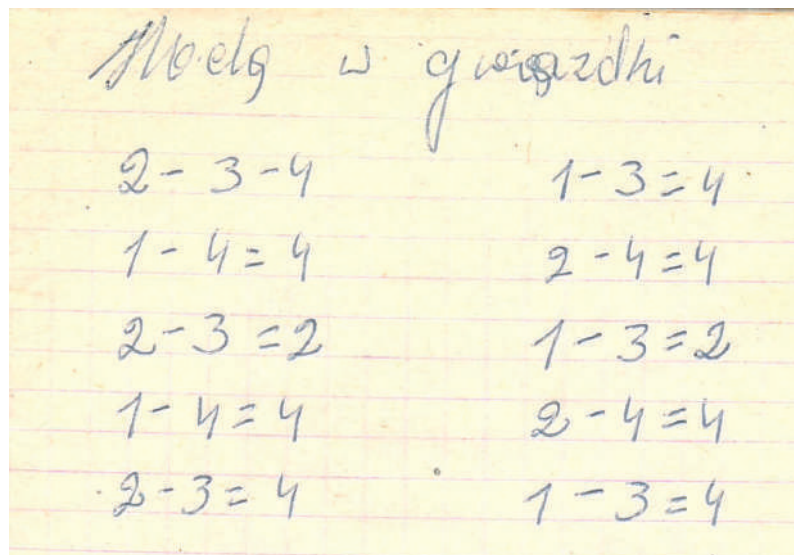 w gwiazdki
2 - 3 - 4 1 - 3 = 4
1 - 4 = 4 2 - 4 = 4
2 - 3 = 2 1 - 3 = 2
1 - 4 = 4 2 - 4 = 4
2 - 3 = 4 1 - 3 = 4